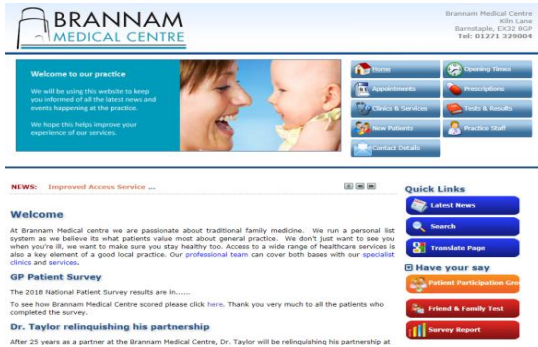 BRANNAM
MEDICAL CENTRE
Brannam Medical Centre
Kiln Lane
Barnstaple, EX32 8GP
Tel: 01271 329004
Welcome to our practice
We will be using this website to keep
you informed of all the latest news and
events happening at the practice.
We hope this helps improve your
experience of our services.
Home
Opening Times
Appointments
Prescriptions
Clinics & Services
Tests & Results
New Patients
Practice Staff
Contact Details
NEWS: Improved Access Service ...
Welcome
At Brannam Medical centre we are passionate about traditional family medicine. We run a personal list
system as we believe its what patients value most about general practice. We don't just want to see you
when you're ill, we want to make sure you stay healthy too. Access to a wide range of healthcare services is
also a key element of a good local practice. Our professional team can cover both bases with our specialist
clinics and services.
GP Patient Survey
The 2018 National Patient Survey results are in......
To see how Brannam Medical Centre scored please click here. Thank you very much to all the patients who
completed the survey.
Dr. Taylor relinquishing his partnership
After 25 years as a partner at the Brannam Medical Centre, Dr. Taylor will be relinquishing his partnership at
Quick Links
Latest News
Search
Translate Page
Have your say
Patient Participation Gro
Friend & Family Test
Survey Report